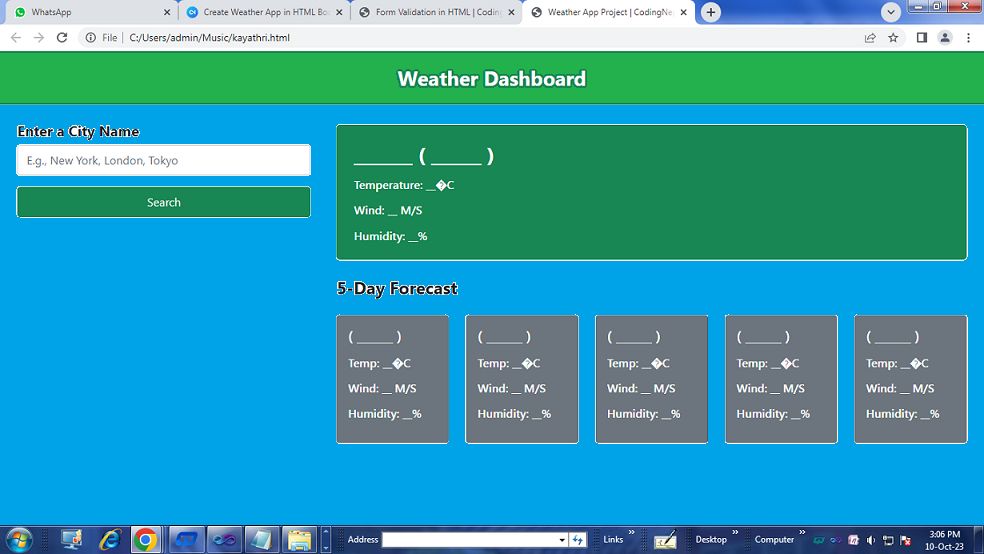 WhatsApp
Create Weather App in HTML Boo
Form Validation in HTML | Coding
Weather App Project | CodingNe
File | C:/Users/admin/Music/kayathri.html
Weather Dashboard
Enter a City Name
E.g., New York, London, Tokyo
Search
______ ( ______ )
Temperature: __�C
Wind: __ M/S
Humidity: __%
5-Day Forecast
( ______ )
Temp: __�C
Wind: __ M/S
Humidity: __%
( ______ )
Temp: __�C
Wind: __ M/S
Humidity: __%
( ______ )
Temp: __�C
Wind: __ M/S
Humidity: __%
( ______ )
Temp: __�C
Wind: __ M/S
Humidity: __%
( ______ )
Temp: __�C
Wind: __ M/S
Humidity: __%
Address
Links »
Desktop »
Computer »
3:06 PM
10-Oct-23